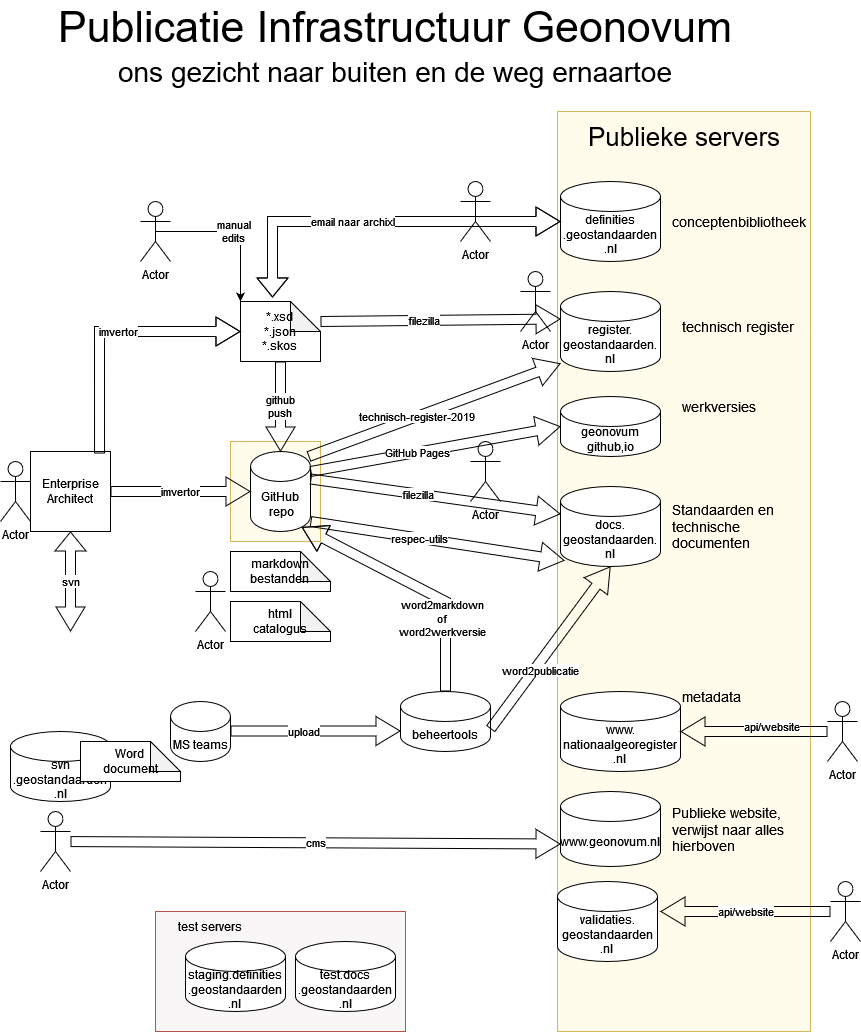 Publicatie Infrastructuur Geonovum
ons gezicht naar buiten en de weg ernaartoe
Publieke servers
definities
.geostandaarden
.nl
conceptenbibliotheek
email naar archixl
Actor
manual
edits
Actor
*.xsd
*.json
*.skos
filezilla
Actor
register.
geostandaarden.
nl
technisch register
imvertor
github
push
technisch-register-2019
werkversies
geonovum
github,io
GitHub Pages
Actor
Enterprise
Architect
Actor
imvertor
GitHub
repo
filezilla
docs.
geostandaarden.
nl
Standaarden en
technische
documenten
respec-utils
svn
markdown
bestanden
Actor
html
catalogus
word2markdown
of
word2werkversie
word2publicatie
metadata
MS teams
upload
beheertools
www.
nationaalgeoregister
.nl
api/website
Actor
svn
.geostandaarden
.nl
Word
document
Actor
cms
www.geonovum.nl
Publieke website,
verwijst naar alles
hierboven
validaties.
geostandaarden
.nl
api/website
Actor
test servers
staging.definities
.geostandaarden
.nl
test.docs
.geostandaarden
.nl